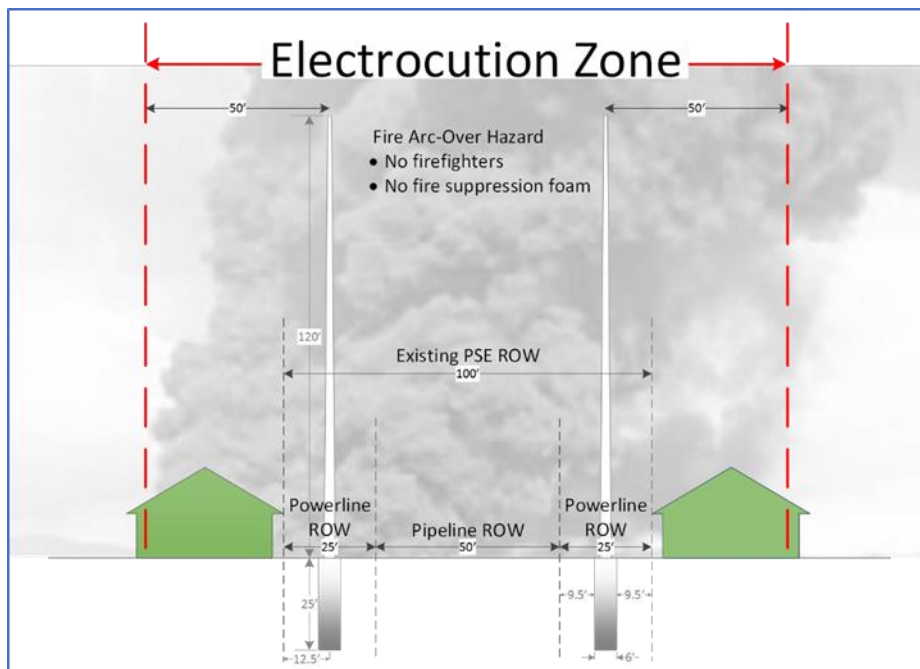 Electrocution Zone
50’
50’
Fire Arc-Over Hazard
• No firefighters
• No fire suppression foam
120’
Existing PSE ROW
100’
Powerline
ROW
Pipeline ROW
Powerline
ROW
25’
50’
25’
25’
9.5’
9.5’
12.5’
6’